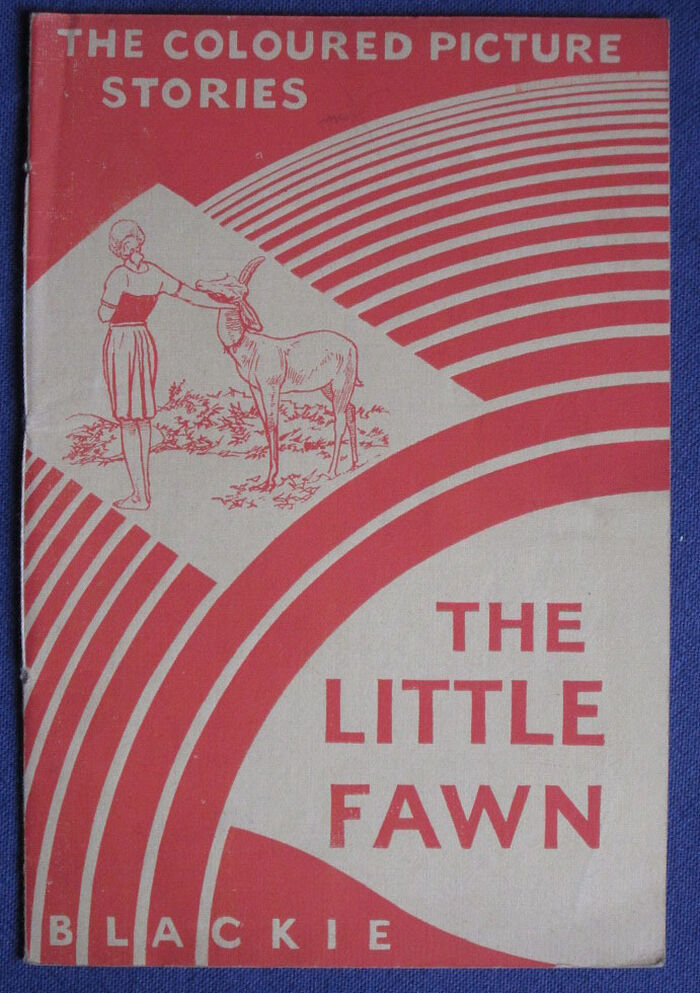 THE COLOURED PICTURE
STORIES
THE
LITTLE
FAWN
BLACKIE